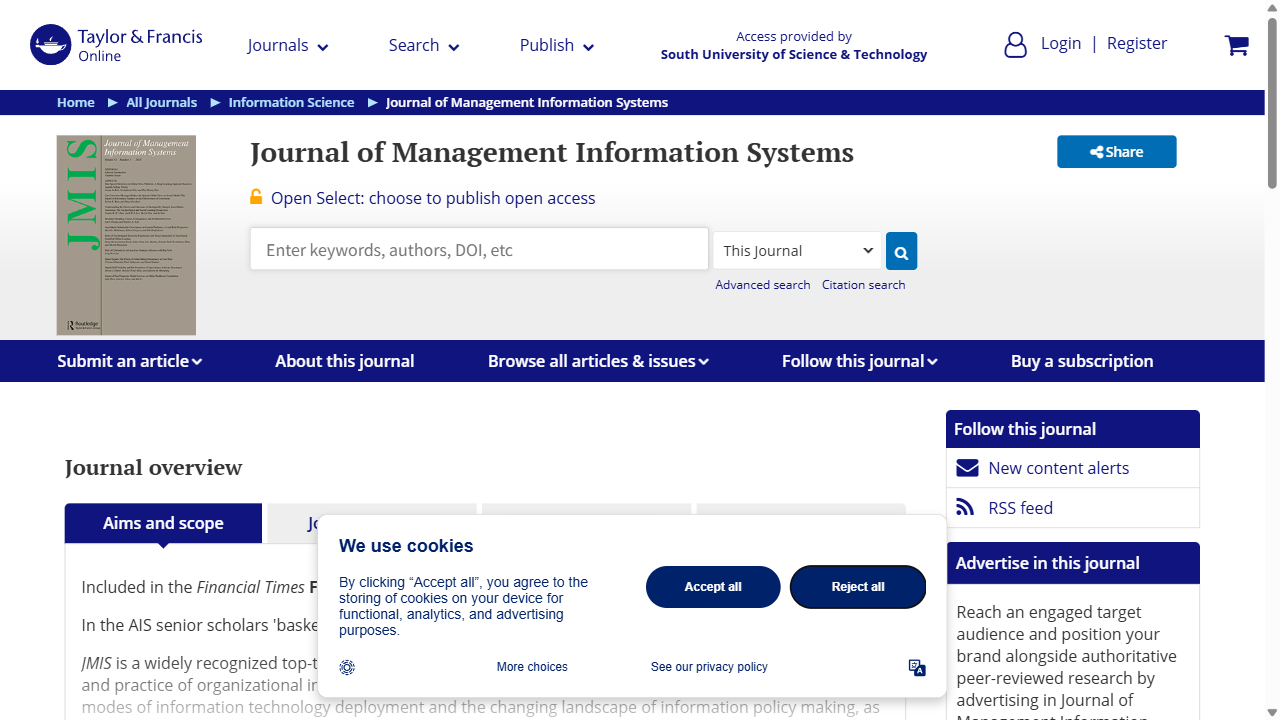 Taylor & Francis
Online
Journals
Search
Publish
Access provided by
South University of Science & Technology
Login | Register
Home
All Journals
Information Science
Journal of Management Information Systems
JMIS
Journal of Management
Information Systems
Routledge
Journal of Management Information Systems
Share
Open Select: choose to publish open access
Enter keywords, authors, DOI, etc
This Journal
Advanced search
Citation search
Submit an article
About this journal
Browse all articles & issues
Follow this journal
Buy a subscription
Journal overview
Aims and scope
Follow this journal
New content alerts
RSS feed
Advertise in this journal
Reach an engaged target
audience and position your
brand alongside authoritative
peer-reviewed research by
advertising in Journal of
Management Information
Included in the Financial Times
In the AIS senior scholars 'baske
JMIS is a widely recognized top-t
and practice of organizational in
modes of information technology deployment and the changing landscape of information policy making, as
We use cookies
By clicking “Accept all”, you agree to the
storing of cookies on your device for
functional, analytics, and advertising
purposes.
Accept all
Reject all
More choices
See our privacy policy